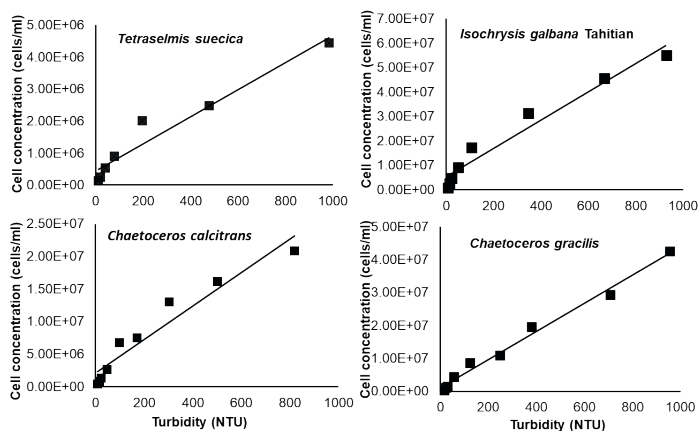 Tetraselmis suecica
Cell concentration (cells/ml)
5.00E+06
4.00E+06
3.00E+06
2.00E+06
1.00E+06
0.00E+00
0 200 400 600 800 1000
Isochrysis galbana Tahitian
Cell concentration (cells/ml)
7.00E+07
6.00E+07
5.00E+07
4.00E+07
3.00E+07
2.00E+07
1.00E+07
0.00E+00
0 200 400 600 800 1000
Chaetoceros calcitrans
Cell concentration (cells/ml)
2.50E+07
2.00E+07
1.50E+07
1.00E+07
5.00E+06
0.00E+00
0 200 400 600 800 1000
Turbidity (NTU)
Chaetoceros gracilis
Cell concentration (cells/ml)
5.00E+07
4.00E+07
3.00E+07
2.00E+07
1.00E+07
0.00E+00
0 200 400 600 800 1000
Turbidity (NTU)